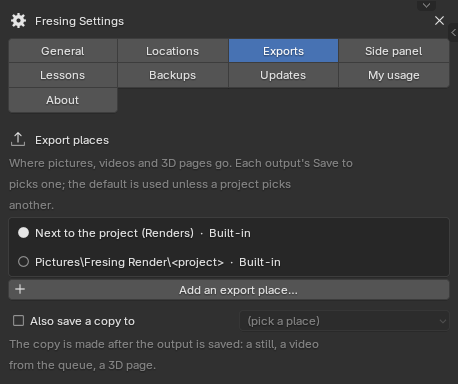 Fresing Settings
General
Locations
Exports
Side panel
Lessons
Backups
Updates
My usage
About
Export places
Where pictures, videos and 3D pages go. Each output's Save to
picks one; the default is used unless a project picks
another.
Next to the project (Renders) · Built-in
Pictures\Fresing Render\<project> · Built-in
Add an export place...
Also save a copy to
(pick a place)
The copy is made after the output is saved: a still, a video
from the queue, a 3D page.